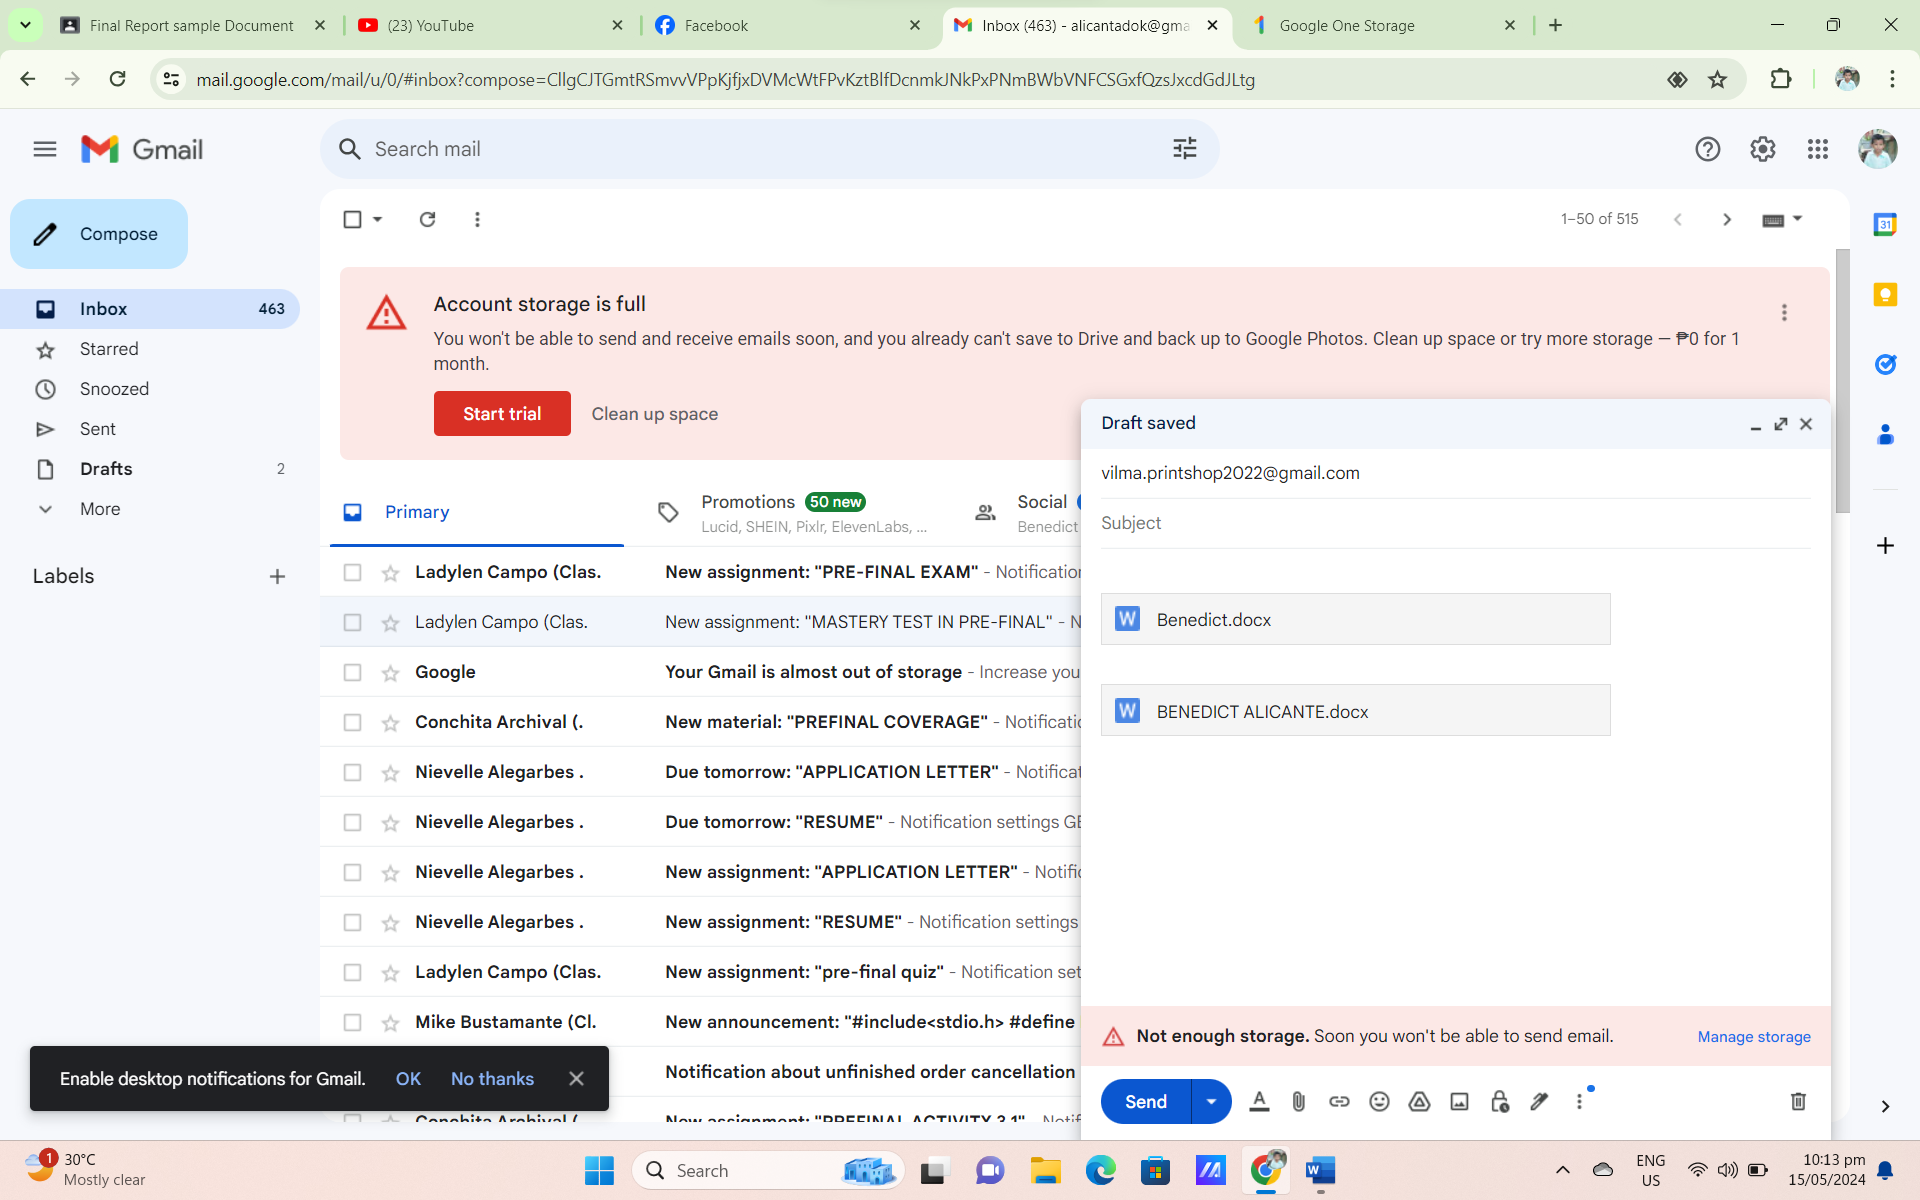 Final Report sample Document
(23) YouTube
Facebook
Inbox (463) - alicantadok@gma
Google One Storage
mail.google.com/mail/u/0/#inbox?compose=CllgCJTGmtRSmvvVPpKjfjxDVMcWtFPvKztBlfDcnmkJNkPxPNmBWbVNFCSGxfQzsJxcdGdJLtg
Gmail
Search mail
Compose
1–50 of 515
Inbox 463
Starred
Snoozed
Sent
Drafts 2
More
Labels
Account storage is full
You won't be able to send and receive emails soon, and you already can't save to Drive and back up to Google Photos. Clean up space or try more storage — ₱0 for 1
month.
Start trial Clean up space
Primary
Promotions 50 new
Lucid, SHEIN, Pixlr, ElevenLabs, ...
Social
Benedict
Ladylen Campo (Clas. New assignment: "PRE-FINAL EXAM" - Notification
Ladylen Campo (Clas. New assignment: "MASTERY TEST IN PRE-FINAL" - N
Google Your Gmail is almost out of storage - Increase you
Conchita Archival (. New material: "PREFINAL COVERAGE" - Notificatio
Nievelle Alegarbes . Due tomorrow: "APPLICATION LETTER" - Notificat
Nievelle Alegarbes . Due tomorrow: "RESUME" - Notification settings GE
Nievelle Alegarbes . New assignment: "APPLICATION LETTER" - Notific
Nievelle Alegarbes . New assignment: "RESUME" - Notification settings
Ladylen Campo (Clas. New assignment: "pre-final quiz" - Notification set
Mike Bustamante (Cl. New announcement: "#include<stdio.h> #define
Notification about unfinished order cancellation
Conchita Archival ( New assignment: "PREFINAL ACTIVITY 3.1" - Notif
Draft saved
vilma.printshop2022@gmail.com
Subject
Benedict.docx
BENEDICT ALICANTE.docx
Not enough storage. Soon you won't be able to send email. Manage storage
Send
Enable desktop notifications for Gmail. OK No thanks
1
30°C
Mostly clear
Search
ENG
US
10:13 pm
15/05/2024